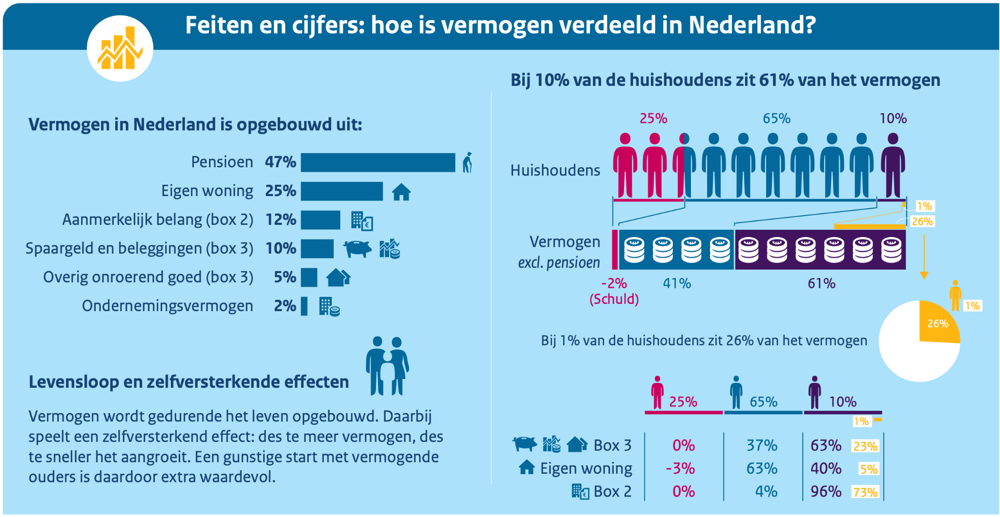 Feiten en cijfers: hoe is vermogen verdeeld in Nederland?
Vermogen in Nederland is opgebouwd uit:
Pensioen 47%
Eigen woning 25%
Aanmerkelijk belang (box 2) 12%
€
Spaargeld en beleggingen (box 3) 10%
Overig onroerend goed (box 3) 5%
Ondernemingsvermogen 2%
Levensloop en zelfversterkende effecten
Vermogen wordt gedurende het leven opgebouwd. Daarbij
speelt een zelfversterkend effect: des te meer vermogen, des
te sneller het aangroeit. Een gunstige start met vermogende
ouders is daardoor extra waardevol.
Bij 10% van de huishoudens zit 61% van het vermogen
25% 65% 10%
Huishoudens
1%
26%
Vermogen
excl. pensioen
-2% 41% 61%
(Schuld)
1%
26%
Bij 1% van de huishoudens zit 26% van het vermogen
25% 65% 10%
1%
Box 3 0% 37% 63% 23%
Eigen woning -3% 63% 40% 5%
€ Box 2 0% 4% 96% 73%